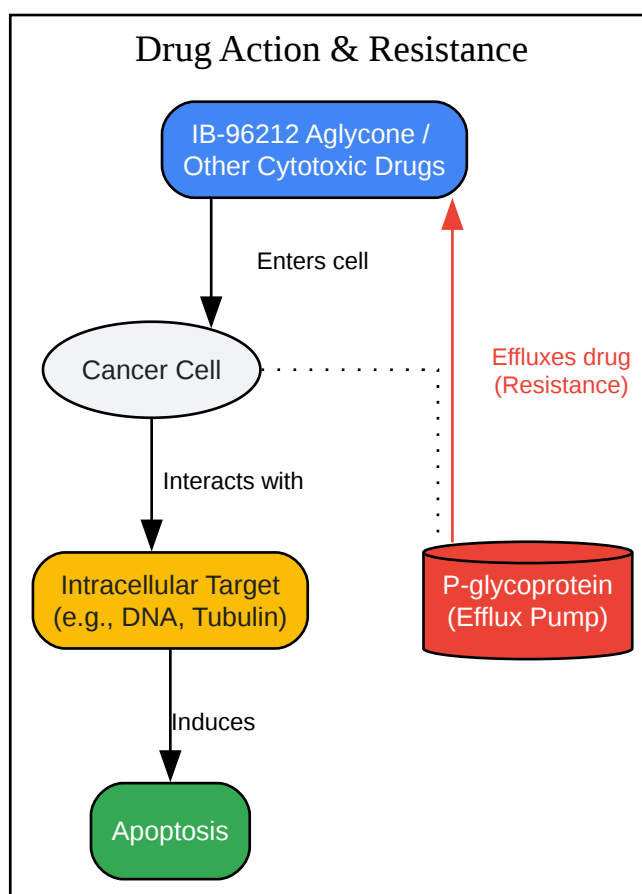 Drug Action & Resistance
IB-96212 Aglycone /
Other Cytotoxic Drugs
Enters cell
Cancer Cell
Effluxes drug
(Resistance)
Interacts with
Intracellular Target
(e.g., DNA, Tubulin)
P-glycoprotein
(Efflux Pump)
Induces
Apoptosis